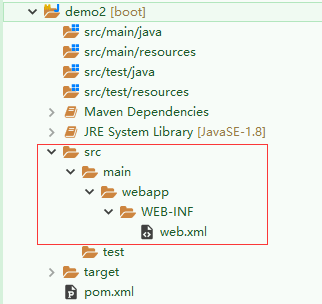 demo2 [boot]
src/main/java
src/main/resources
src/test/java
src/test/resources
Maven Dependencies
JRE System Library [JavaSE-1.8]
src
main
webapp
WEB-INF
web.xml
test
target
pom.xml